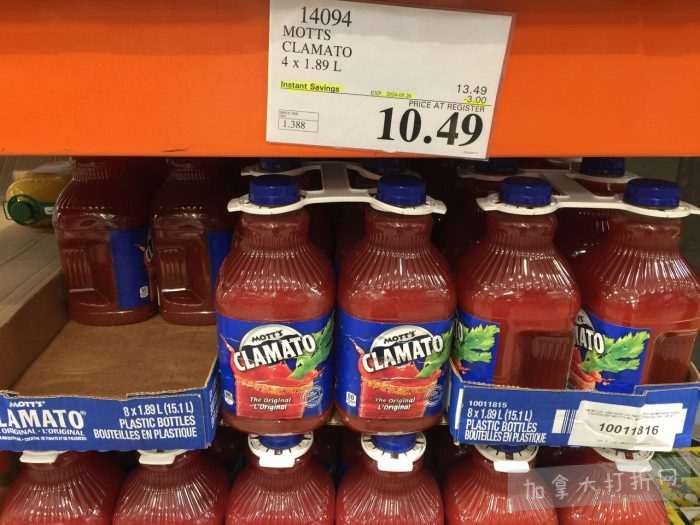 14094
MOTTS
CLAMATO
4 x 1.89 L
Instant Savings
EXP.
13.49
-3.00
PRICE AT REGISTER
1.388
10.49
MOTT'S
CLAMATO
The Original
L'Original
MOTT'S
CLAMATO
The Original
L'Original
MOTT'S
CLAMATO
8 x 1.89 L (15.1 L)
PLASTIC BOTTLES
BOUTEILLES EN PLASTIQUE
10011815
8 x 1.89 L (15.1 L)
PLASTIC BOTTLES
BOUTEILLES EN PLASTIQUE
10011816
加拿大打折网